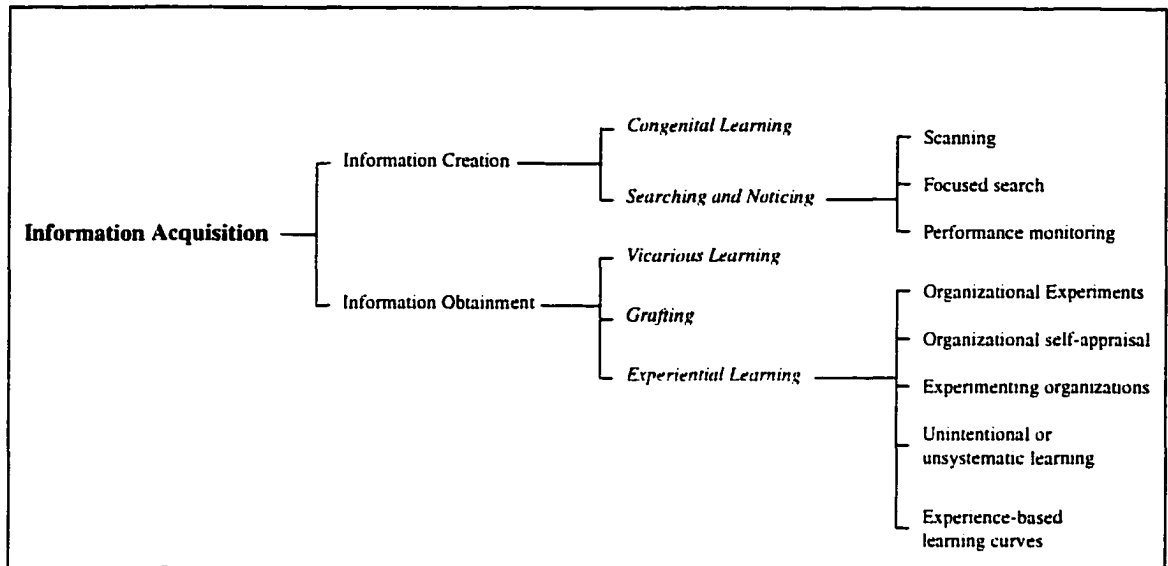 Information Acquisition
Information Creation
Congenital Learning
Searching and Noticing
Scanning
Focused search
Performance monitoring
Information Obtainment
Vicarious Learning
Grafting
Experiential Learning
Organizational Experiments
Organizational self-appraisal
Experimenting organizations
Unintentional or
unsystematic learning
Experience-based
learning curves